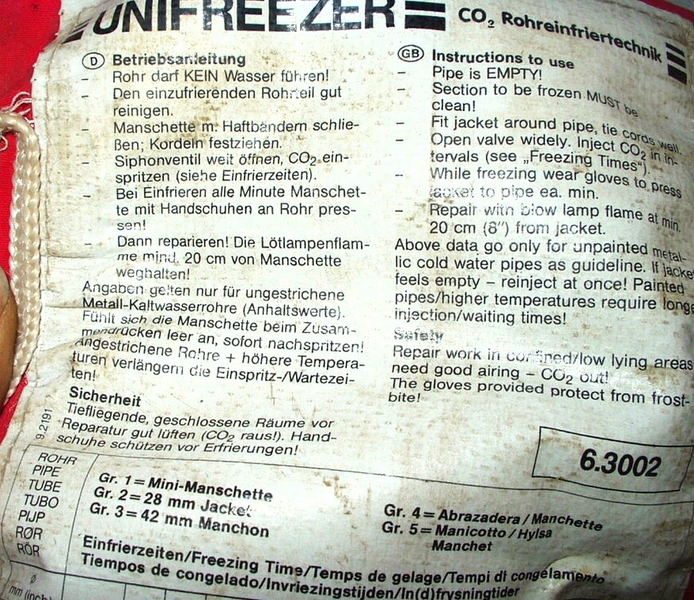 UNIFREEZER
CO₂ Rohreinfriertechnik
D Betriebsanleitung
- Rohr darf KEIN Wasser führen!
- Den einzufrierenden Rohrteil gut
reinigen.
- Manschette m. Haftbändern schlie-
ßen; Kordeln festziehen.
- Siphonventil weit öffnen, CO₂ ein-
spritzen (siehe Einfrierzeiten).
- Bei Einfrieren alle Minute Manschet-
te mit Handschuhen an Rohr pres-
sen!
- Dann reparieren! Die Lötlampenflam-
me mind. 20 cm von Manschette
weghalten!
Angaben gelten nur für ungestrichene
Metall-Kaltwasserrohre (Anhaltswerte).
Fühlt sich die Manschette beim Zusam-
mendrücken leer an, sofort nachspritzen!
Angestrichene Rohre + höhere Tempera-
turen verlängern die Einspritz-/Wartezei-
ten!
Sicherheit
Tiefliegende, geschlossene Räume vor
Reparatur gut lüften (CO₂ raus!). Hand-
schuhe schützen vor Erfrierungen!
GB Instructions to use
- Pipe is EMPTY!
- Section to be frozen MUST be
clean!
- Fit jacket around pipe, tie cords well.
- Open valve widely. Inject CO₂ in in-
tervals (see „Freezing Times").
- While freezing wear gloves to press
jacket to pipe ea. min.
- Repair with blow lamp flame at min.
20 cm (8") from jacket.
Above data go only for unpainted metal-
lic cold water pipes as guideline. If jacket
feels empty – reinject at once! Painted
pipes/higher temperatures require longe
injection/waiting times!
Safety
Repair work in confined/low lying areas
need good airing – CO₂ out!
The gloves provided protect from frost-
bite!
9.2191
6.3002
ROHR
PIPE
TUBE
TUBO
PIJP
RØR
RÖR
Gr. 1 = Mini-Manschette
Gr. 2 = 28 mm Jacket
Gr. 3 = 42 mm Manchon
Gr. 4 = Abrazadera / Manchette
Gr. 5 = Manicotto / Hylsa
Manchet
Einfrierzeiten/Freezing Time/Temps de gelage/Tempi di congelamento
Tiempos de congelado/Invriezingstijden/In(d)frysningtider
ø
mm (inch)